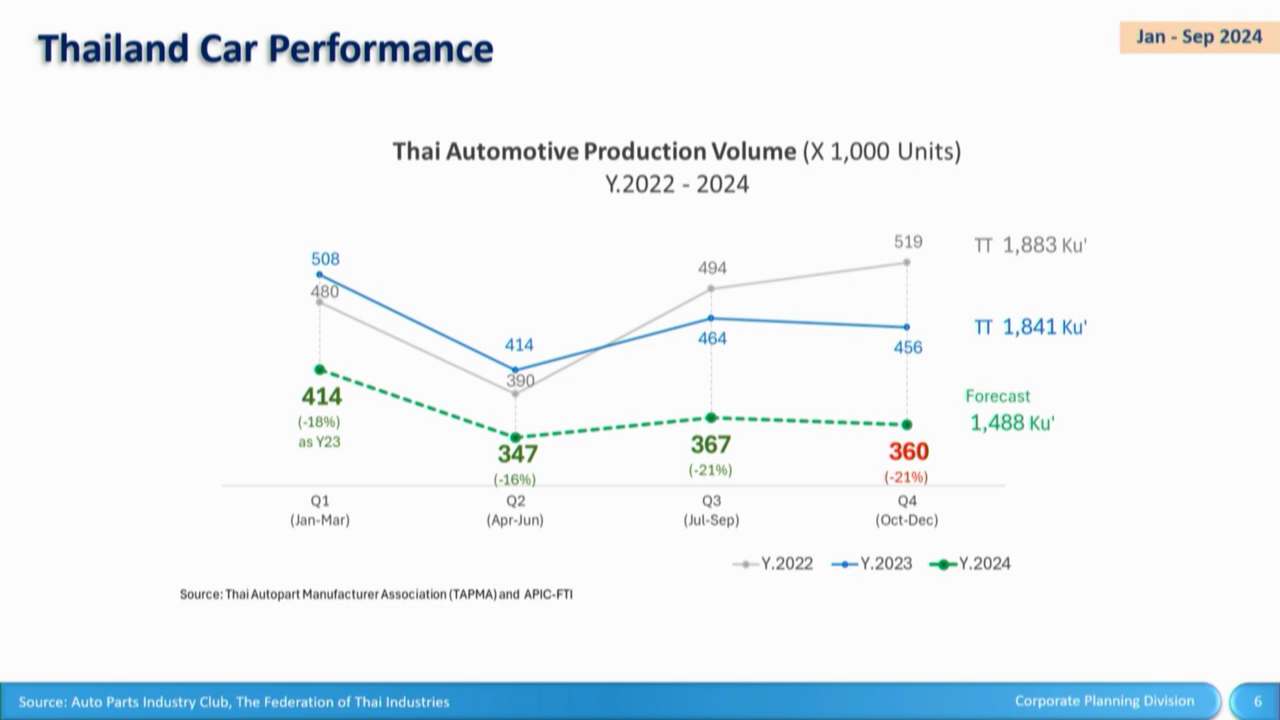 Thailand Car Performance
Jan - Sep 2024
Thai Automotive Production Volume (X 1,000 Units)
Y.2022 - 2024
519
TT 1,883 Ku'
508
494
480
TT 1,841 Ku'
414
464
456
390
Forecast
1,488 Ku'
414
(-18%)
as Y23
347
(-16%)
367
(-21%)
360
(-21%)
Q1
(Jan-Mar)
Q2
(Apr-Jun)
Q3
(Jul-Sep)
Q4
(Oct-Dec)
Y.2022 Y.2023 Y.2024
Source: Thai Autopart Manufacturer Association (TAPMA) and APIC-FTI
Source: Auto Parts Industry Club, The Federation of Thai Industries
Corporate Planning Division
6